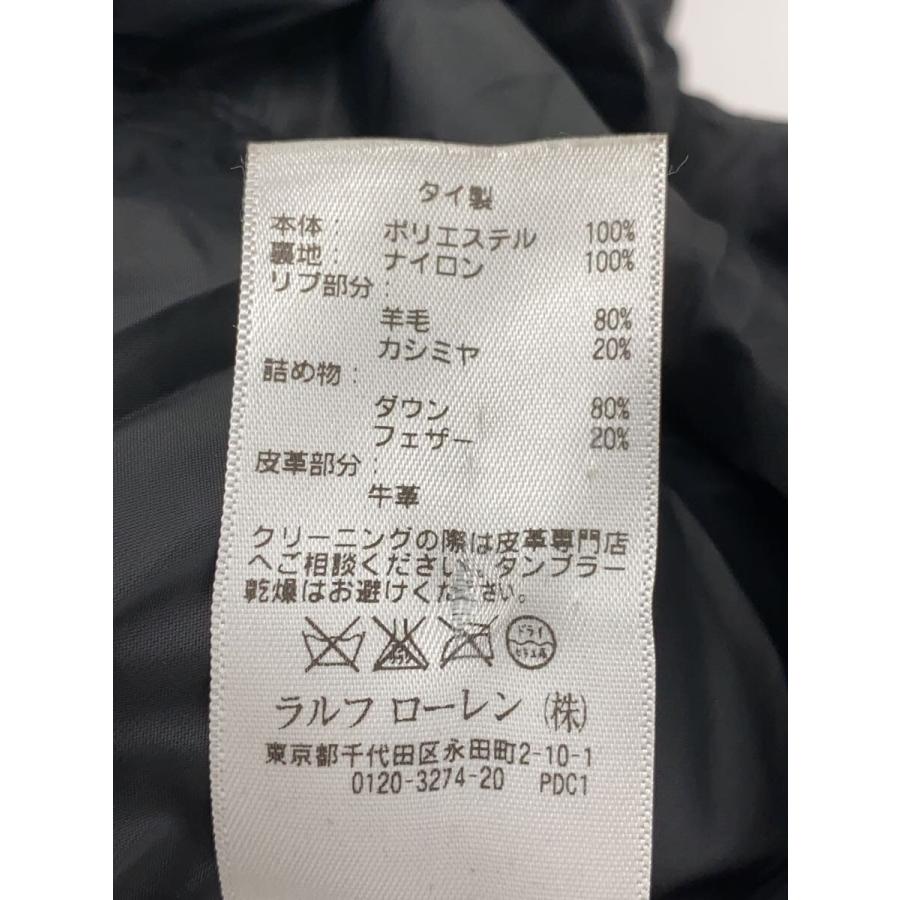 タイ製
本体: ポリエステル 100%
裏地: ナイロン 100%
リブ部分:
羊毛 80%
カシミヤ 20%
詰め物:
ダウン 80%
フェザー 20%
皮革部分:
牛革
クリーニングの際は皮革専門店
へご相談ください。タンブラー
乾燥はお避けください。
ドライ
ラルフ ローレン(株)
東京都千代田区永田町2-10-1
0120-3274-20 PDC1